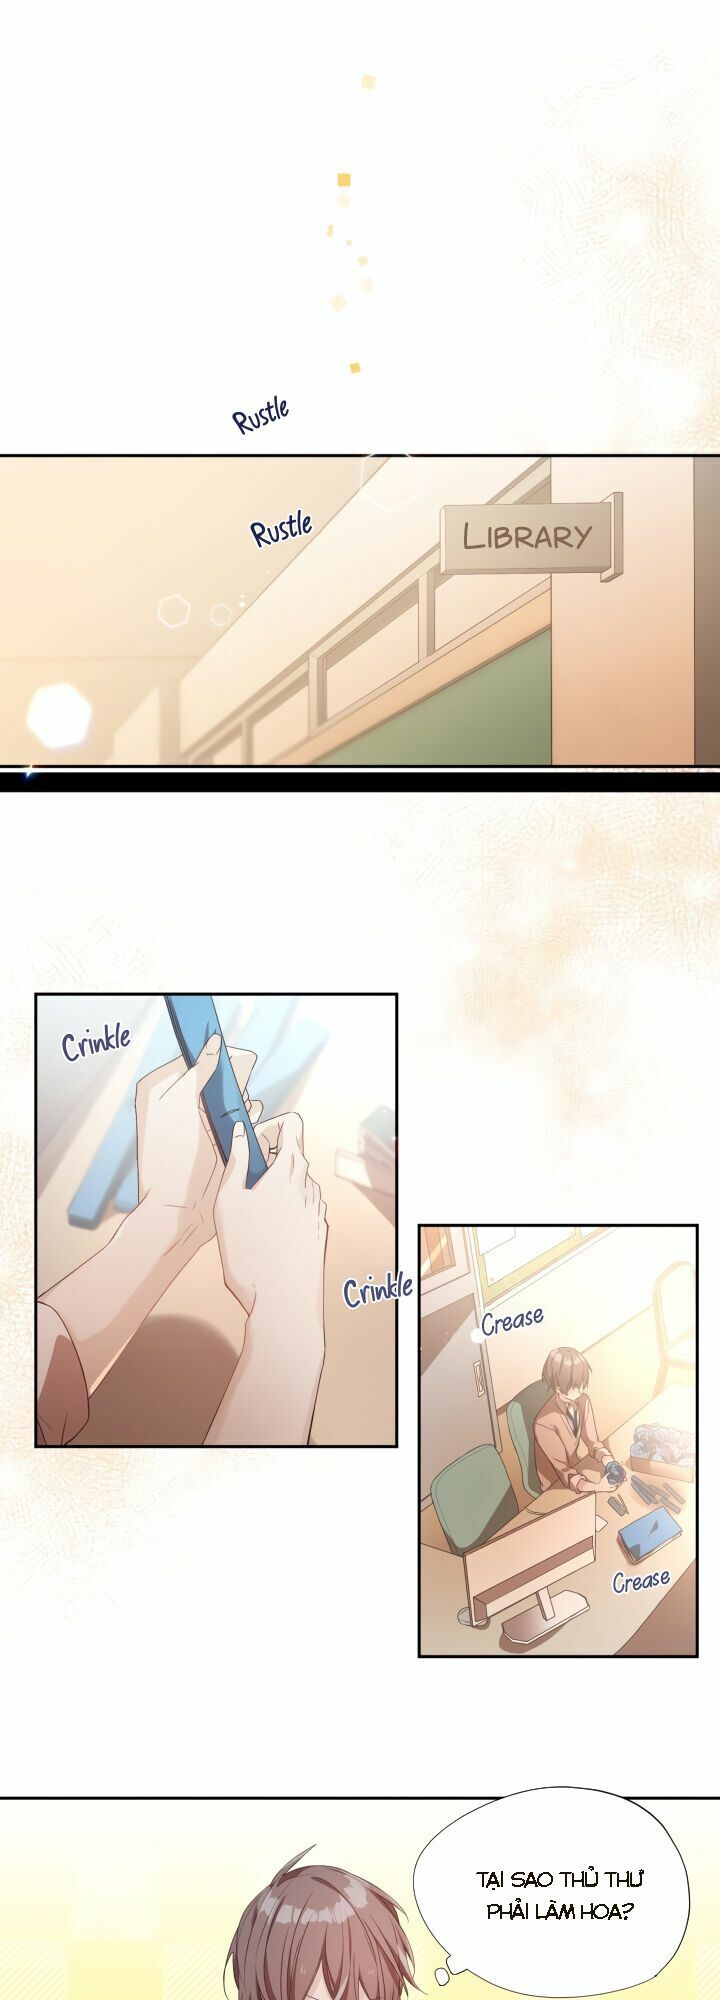 Rustle
Rustle
LIBRARY
Crinkle
Crinkle
Crease
Crease
TẠI SAO THỦ THƯ
PHẢI LÀM HOA?